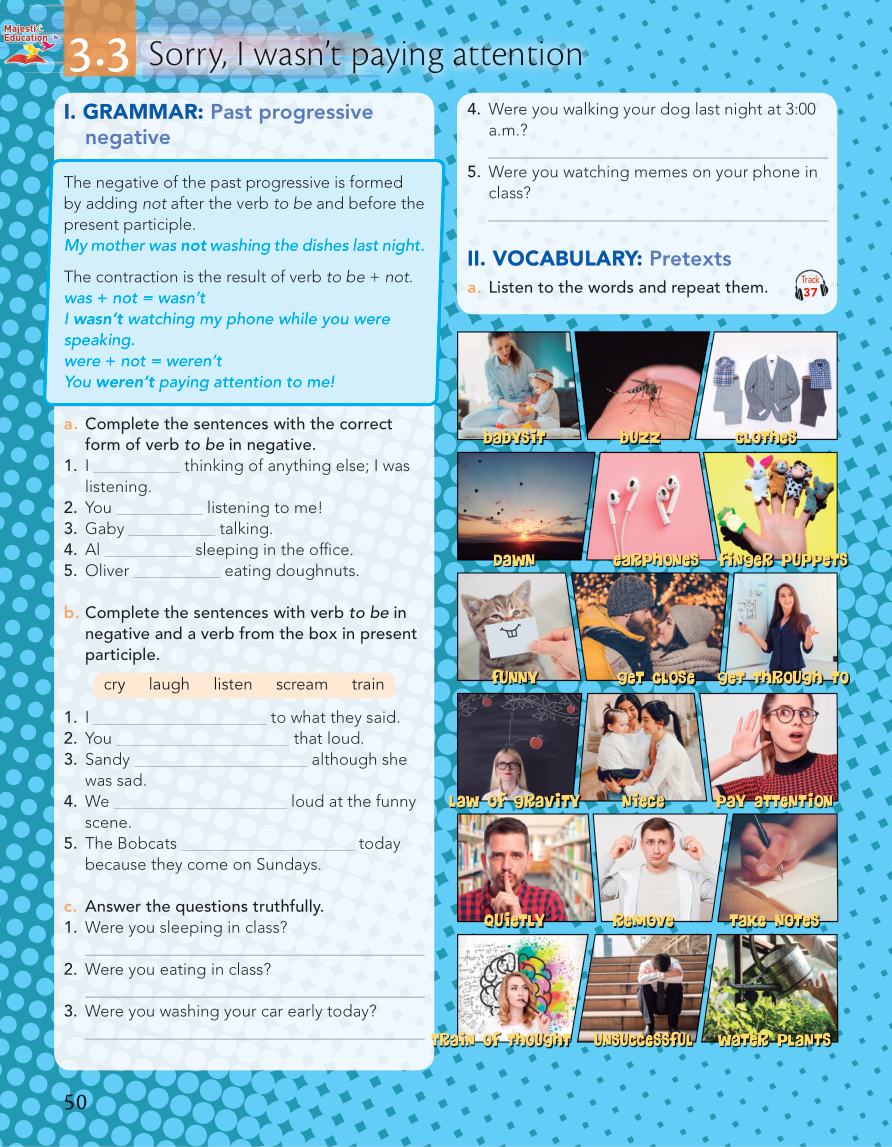 Majesti C
Education
3.3 Sorry, I wasn't paying attention
I. GRAMMAR: Past progressive
negative
The negative of the past progressive is formed
by adding not after the verb to be and before the
present participle.
My mother was not washing the dishes last night.
The contraction is the result of verb to be + not.
was + not = wasn't
I wasn't watching my phone while you were
speaking.
were + not = weren't
You weren't paying attention to me!
a. Complete the sentences with the correct
form of verb to be in negative.
1. I __________ thinking of anything else; I was
listening.
2. You __________ listening to me!
3. Gaby __________ talking.
4. Al __________ sleeping in the office.
5. Oliver __________ eating doughnuts.
b. Complete the sentences with verb to be in
negative and a verb from the box in present
participle.
cry laugh listen scream train
1. I ____________________ to what they said.
2. You ____________________ that loud.
3. Sandy ____________________ although she
was sad.
4. We ____________________ loud at the funny
scene.
5. The Bobcats ____________________ today
because they come on Sundays.
c. Answer the questions truthfully.
1. Were you sleeping in class?
2. Were you eating in class?
3. Were you washing your car early today?
4. Were you walking your dog last night at 3:00
a.m.?
5. Were you watching memes on your phone in
class?
II. VOCABULARY: Pretexts
a. Listen to the words and repeat them.
Track
37
babysit buzz clothes
dawn earphones finger puppets
funny get close get through to
law of gravity niece pay attention
quietly remove take notes
train of thought unsuccessful water plants
50